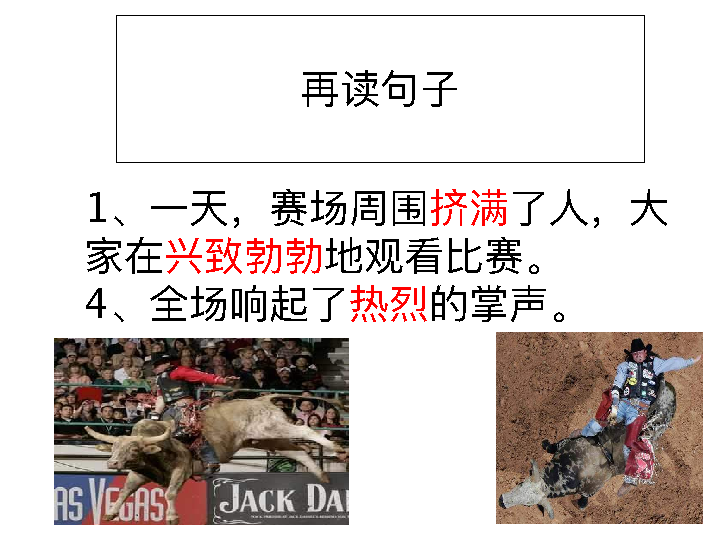 再读句子
1、一天，赛场周围挤满了人，大
家在兴致勃勃地观看比赛。
4、全场响起了热烈的掌声。
AS VEGAS
JACK DA